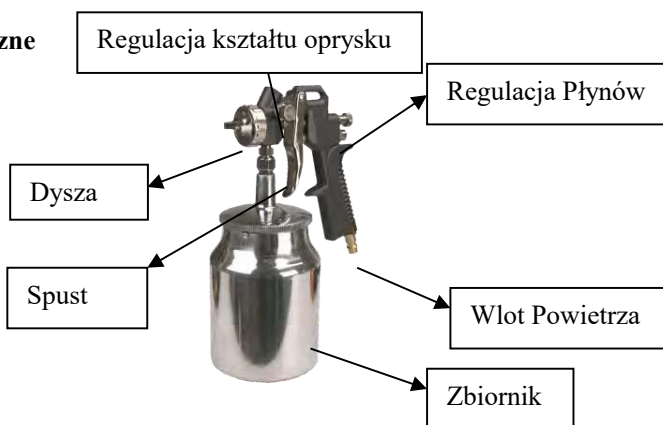 zne
Regulacja kształtu oprysku
Regulacja Płynów
Dysza
Spust
Wlot Powietrza
Zbiornik